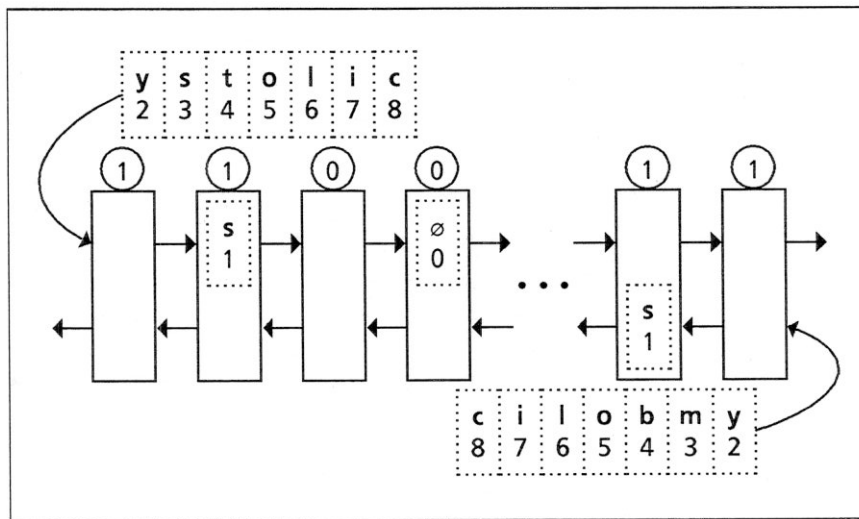 y s t o l i c
2 3 4 5 6 7 8
1 1 0 0 1 1
s ∅
1 0
...
s
1
c i l o b m y
8 7 6 5 4 3 2